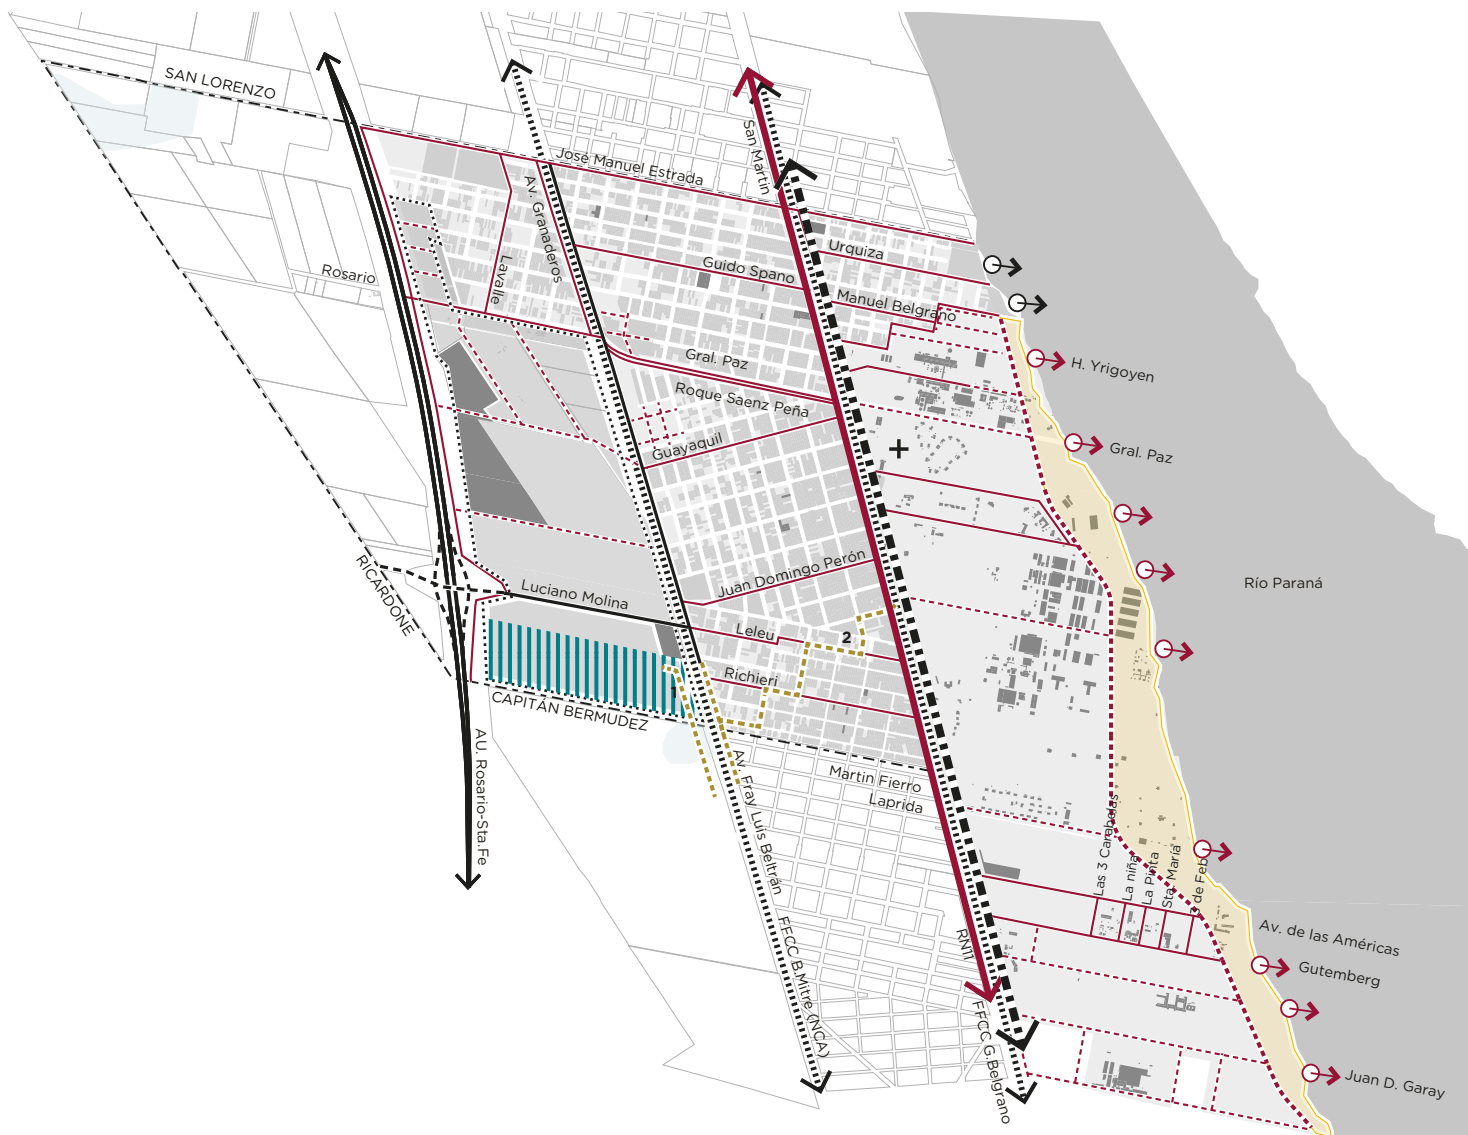 SAN LORENZO
San Martín
José Manuel Estrada
Av. Granaderos
Urquiza
Guido Spano
Lavalle
Rosario
Manuel Belgrano
Gral. Paz
H. Yrigoyen
Roque Saenz Peña
Guayaquil
Gral. Paz
Juan Domingo Perón
Río Paraná
RICARDONE
Luciano Molina
Leleu
2
Richieri
1
CAPITÁN BERMUDEZ
AU. Rosario-Sta.Fe
Av. Fray Luis Beltrán
Martin Fierro
Laprida
Las 3 Carabelas
La niña
La Pinta
Sta. María
3 de Feb
Av. de las Américas
Gutemberg
FFCC B.Mitre (NCA)
RN11
FFCC G.Belgrano
Juan D. Garay